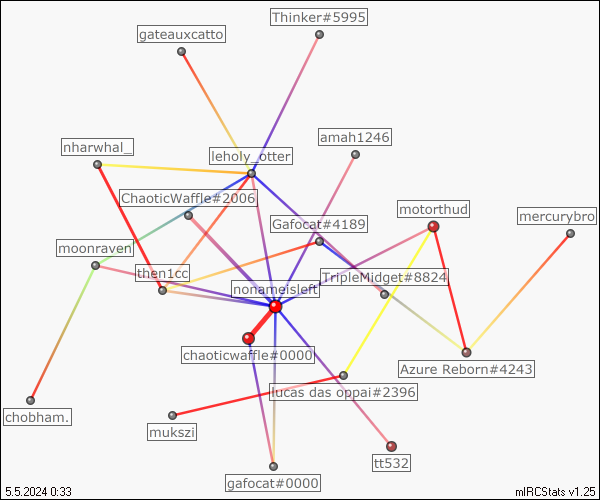 Thinker#5995
gateauxcatto
amah1246
nharwhal_
leholy_otter
ChaoticWaffle#2006
motorthud
mercurybro
Gafocat#4189
moonraven
then1cc
TripleMidget#8824
nonameisleft
chaoticwaffle#0000
Azure Reborn#4243
lucas das oppai#2396
chobham.
mukszi
tt532
gafocat#0000
5.5.2024 0:33
mIRCStats v1.25